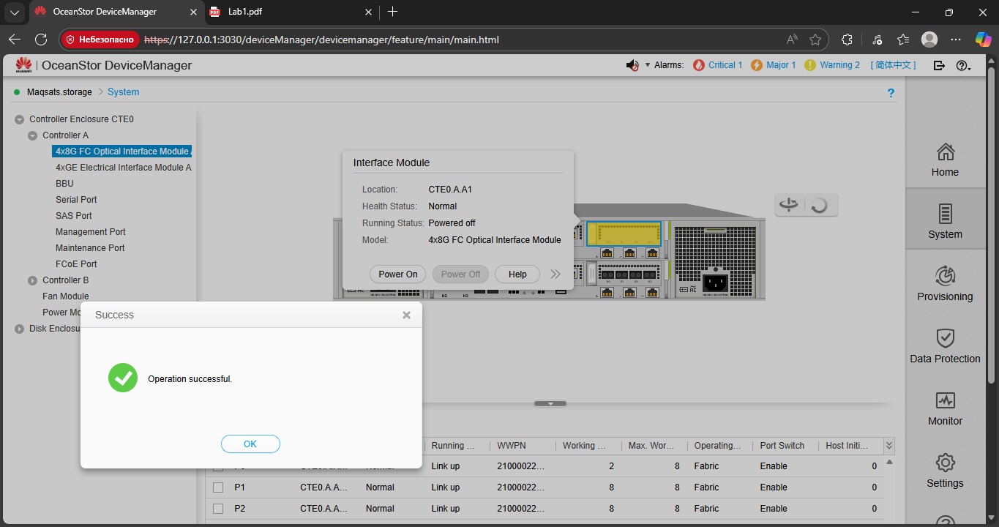 OceanStor DeviceManager
Lab1.pdf
Небезопасно
https://127.0.0.1:3030/deviceManager/devicemanager/feature/main/main.html
HUAWEI
OceanStor DeviceManager
Alarms: Critical 1 Major 1 Warning 2 [ 简体中文 ]
Maqsats.storage > System
?
Controller Enclosure CTE0
Controller A
4x8G FC Optical Interface Module
4xGE Electrical Interface Module A
BBU
Serial Port
SAS Port
Management Port
Maintenance Port
FCoE Port
Controller B
Fan Module
Power Mo
Disk Enclosu
Interface Module
Location: CTE0.A.A1
Health Status: Normal
Running Status: Powered off
Model: 4x8G FC Optical Interface Module
Power On Power Off Help
H2 H3
AC
Success
Operation successful.
OK
Running ... WWPN Working ... Max. Wor... Operating... Port Switch Host Initi...
Link up 21000022... 2 8 Fabric Enable 0
P1 CTE0.A.A... Normal Link up 21000022... 8 8 Fabric Enable 0
P2 CTE0.A.A... Normal Link up 21000022... 8 8 Fabric Enable 0
Home
System
Provisioning
Data Protection
Monitor
Settings